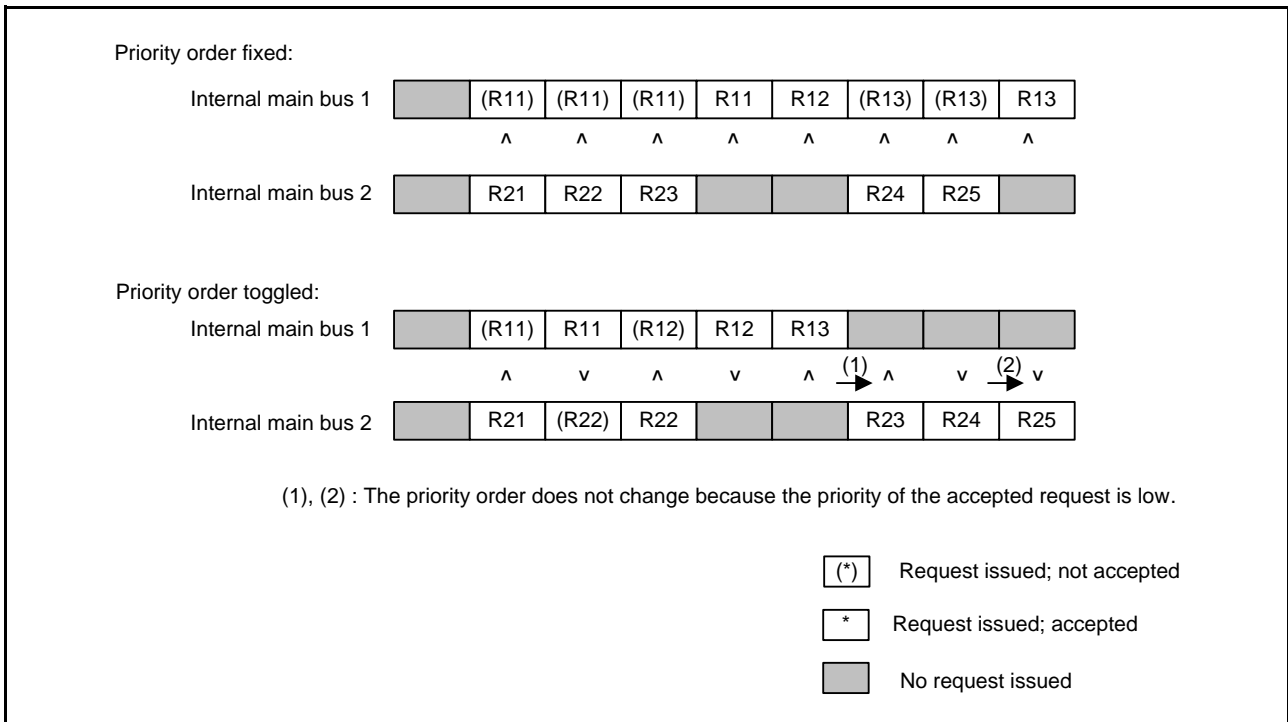 Priority order fixed:
Internal main bus 1 (R11) (R11) (R11) R11 R12 (R13) (R13) R13
^ ^ ^ ^ ^ ^ ^ ^
Internal main bus 2 R21 R22 R23 R24 R25
Priority order toggled:
Internal main bus 1 (R11) R11 (R12) R12 R13
^ v ^ v ^ (1) ^ v (2) v
Internal main bus 2 R21 (R22) R22 R23 R24 R25
(1), (2) : The priority order does not change because the priority of the accepted request is low.
(*) Request issued; not accepted
* Request issued; accepted
No request issued